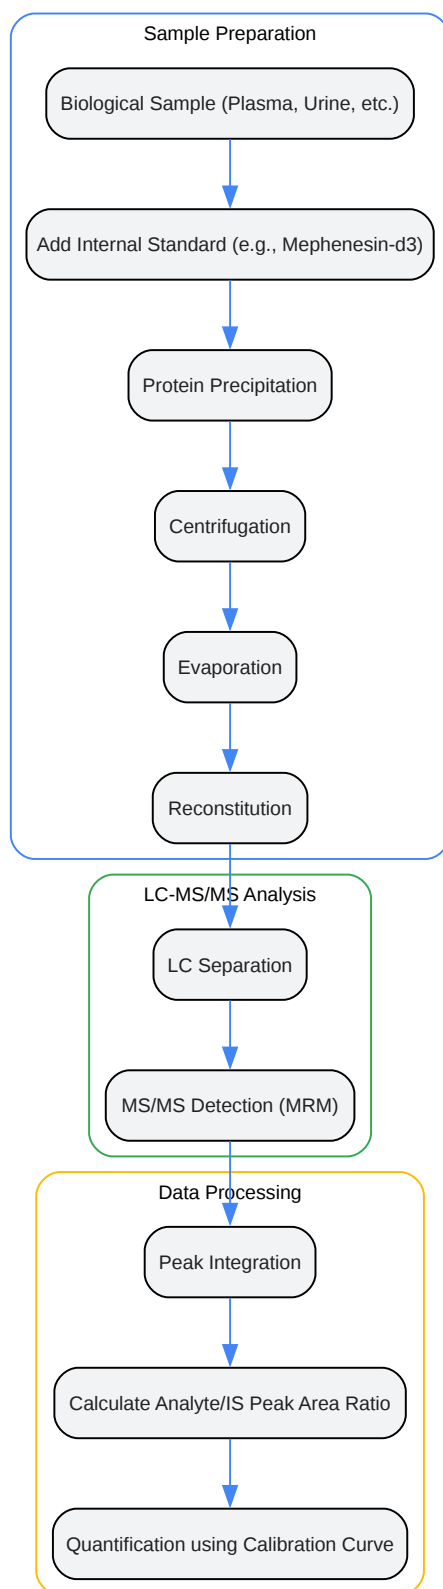 Sample Preparation
Biological Sample (Plasma, Urine, etc.)
Add Internal Standard (e.g., Mephenesin-d3)
Protein Precipitation
Centrifugation
Evaporation
Reconstitution
LC-MS/MS Analysis
LC Separation
MS/MS Detection (MRM)
Data Processing
Peak Integration
Calculate Analyte/IS Peak Area Ratio
Quantification using Calibration Curve